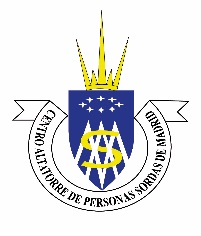 CENTRO ALTATORRE DE PERSONAS SORDAS DE MADRID